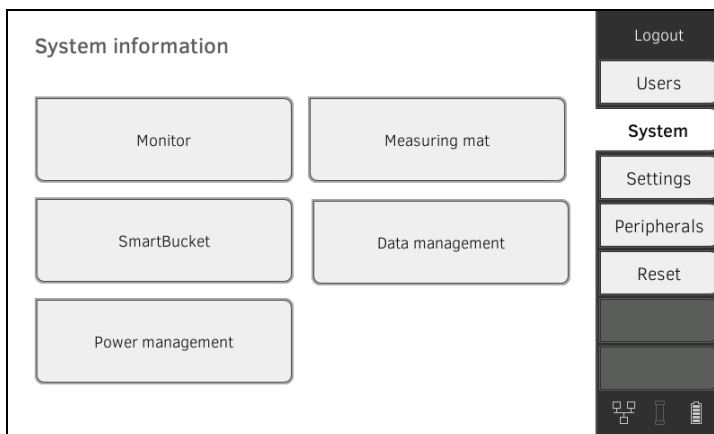 System information
Monitor
Measuring mat
SmartBucket
Data management
Power management
Logout
Users
System
Settings
Peripherals
Reset